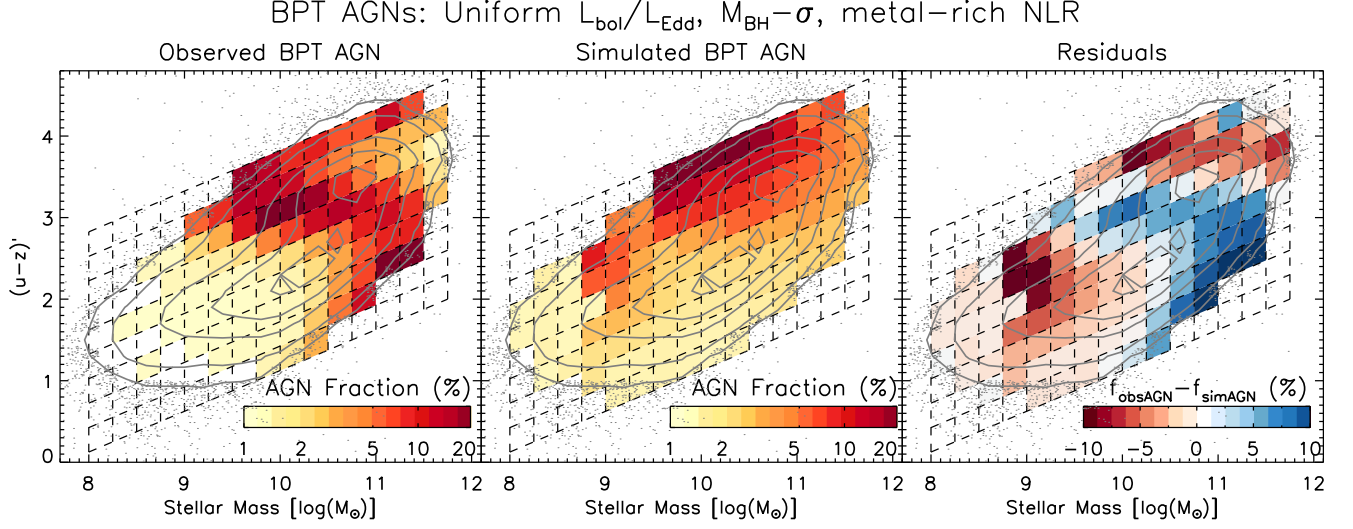 BPT AGNs: Uniform L_bol/L_Edd, M_BH−σ, metal−rich NLR
Observed BPT AGN
Simulated BPT AGN
Residuals
(u−z)'
4
3
2
1
0
AGN Fraction (%)
1 2 5 10 20
AGN Fraction (%)
1 2 5 10 20
f_obsAGN−f_simAGN (%)
−10 −5 0 5 10
8 9 10 11 12
8 9 10 11 12
8 9 10 11 12
Stellar Mass [log(M☉)]
Stellar Mass [log(M☉)]
Stellar Mass [log(M☉)]